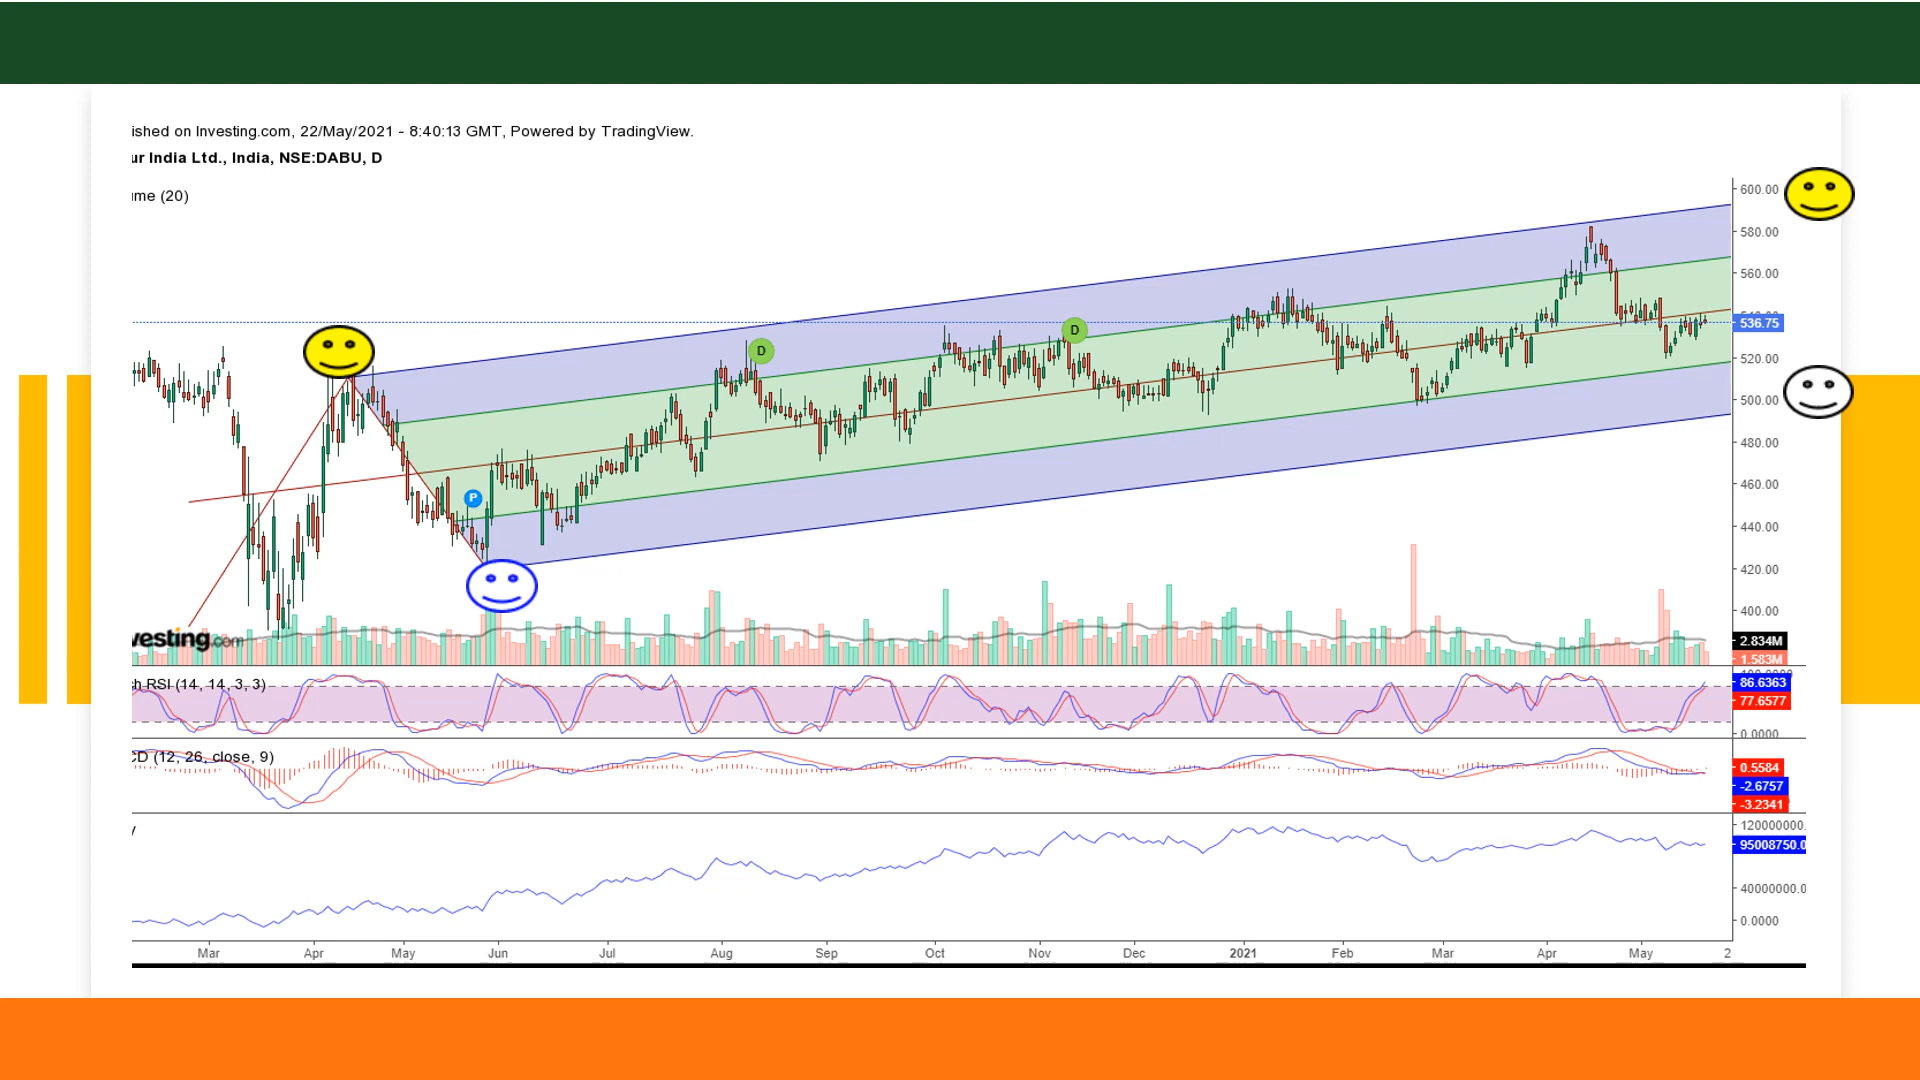 ished on Investing.com, 22/May/2021 - 8:40:13 GMT, Powered by TradingView.
ur India Ltd., India, NSE:DABU, D
me (20)
600.00
580.00
560.00
536.75
520.00
500.00
480.00
460.00
440.00
420.00
400.00
D
D
P
vesting.com
2.834M
1.583M
h RSI (14, 14, 3, 3)
86.6363
77.6577
0.0000
CD (12, 26, close, 9)
0.5584
-2.6757
-3.2341
120000000.
95008750.0
40000000.0
0.0000
Mar Apr May Jun Jul Aug Sep Oct Nov Dec 2021 Feb Mar Apr May 2